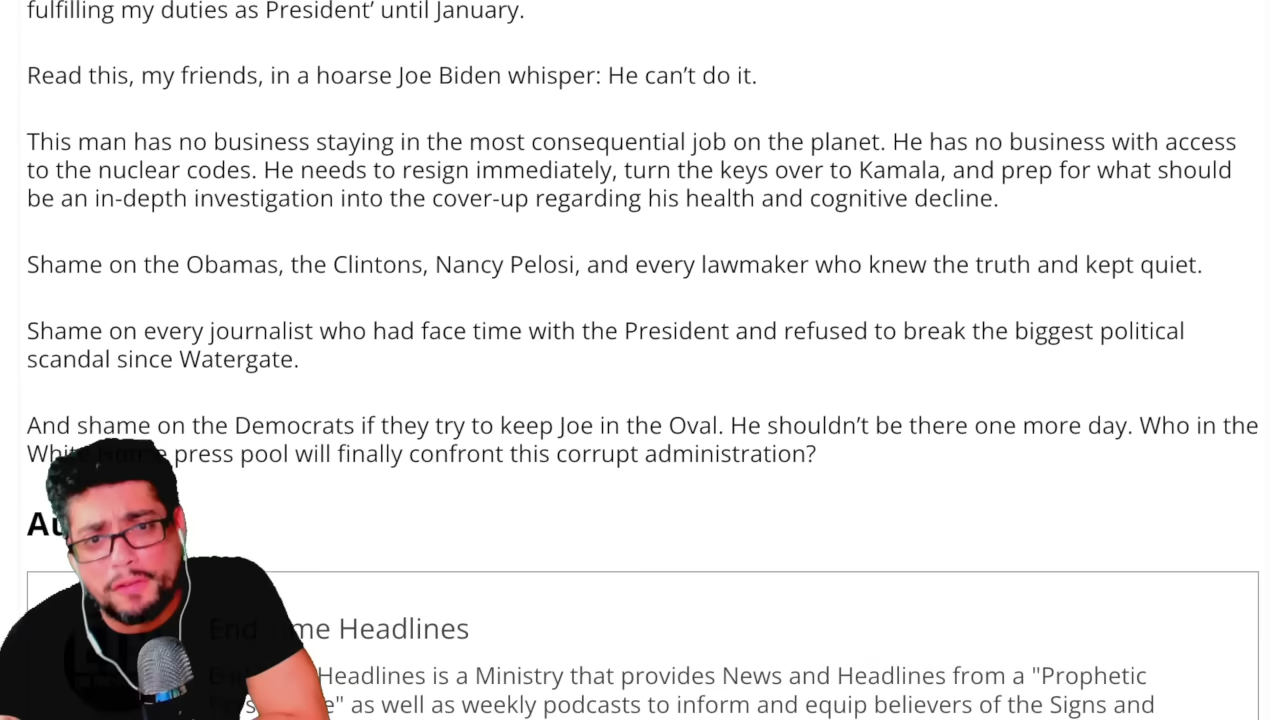 fulfilling my duties as President’ until January.
Read this, my friends, in a hoarse Joe Biden whisper: He can’t do it.
This man has no business staying in the most consequential job on the planet. He has no business with access
to the nuclear codes. He needs to resign immediately, turn the keys over to Kamala, and prep for what should
be an in-depth investigation into the cover-up regarding his health and cognitive decline.
Shame on the Obamas, the Clintons, Nancy Pelosi, and every lawmaker who knew the truth and kept quiet.
Shame on every journalist who had face time with the President and refused to break the biggest political
scandal since Watergate.
And shame on the Democrats if they try to keep Joe in the Oval. He shouldn’t be there one more day. Who in the
press pool will finally confront this corrupt administration?
End me Headlines
Headlines is a Ministry that provides News and Headlines from a "Prophetic
as well as weekly podcasts to inform and equip believers of the Signs and